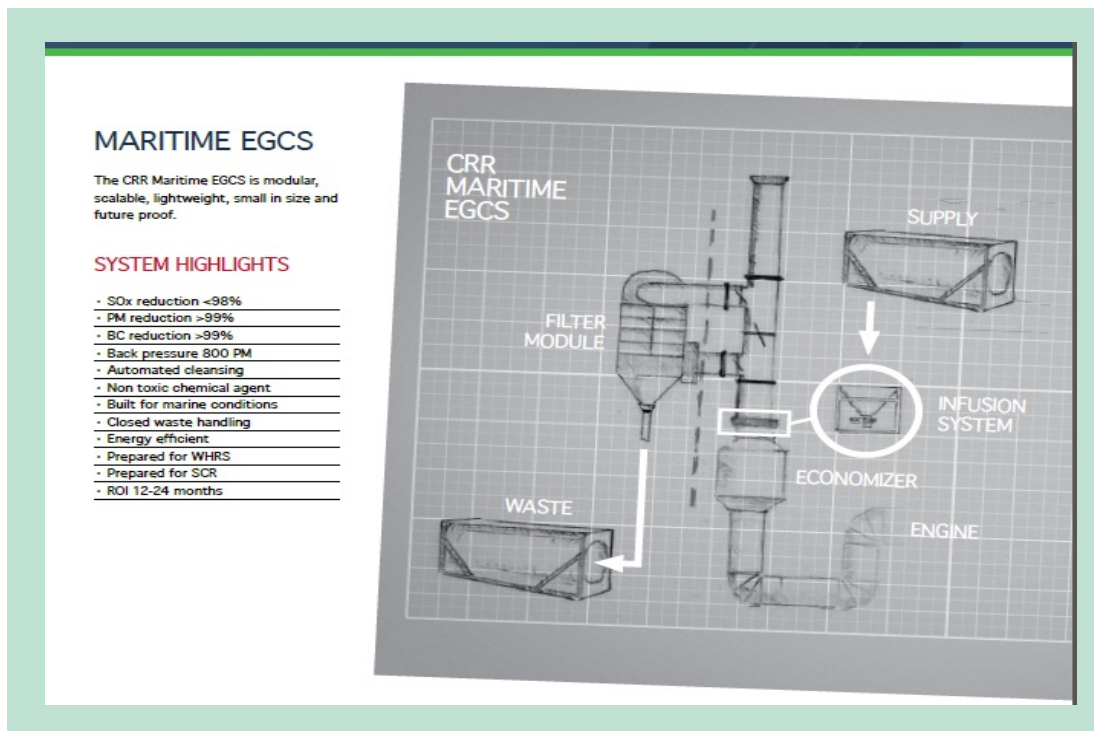 MARITIME EGCS
The CRR Maritime EGCS is modular,
scalable, lightweight, small in size and
future proof.
SYSTEM HIGHLIGHTS
· SOx reduction <98%
· PM reduction >99%
· BC reduction >99%
· Back pressure 800 PM
· Automated cleansing
· Non toxic chemical agent
· Built for marine conditions
· Closed waste handling
· Energy efficient
· Prepared for WHRS
· Prepared for SCR
· ROI 12-24 months
CRR
MARITIME
EGCS
SUPPLY
FILTER
MODULE
INFUSION
SYSTEM
ECONOMIZER
WASTE
ENGINE